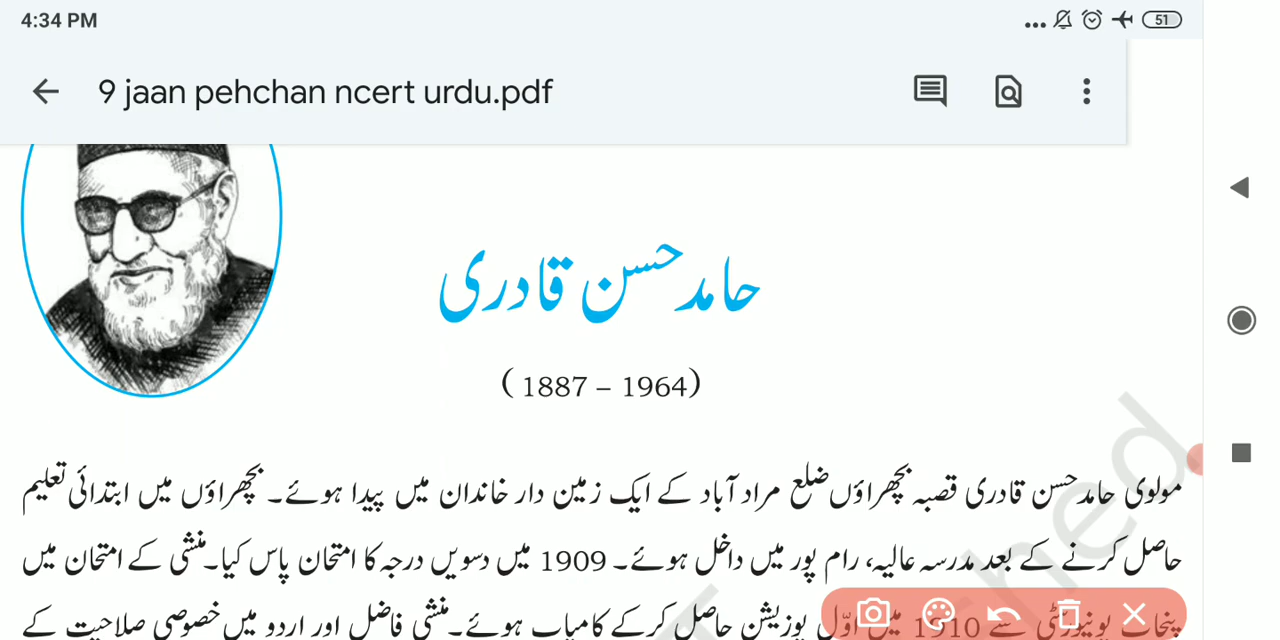 4:34 PM
51
9 jaan pehchan ncert urdu.pdf
حامد حسن قادری
(1887 – 1964)
مولوی حامد حسن قادری قصبہ بچھراؤں ضلع مراد آباد کے ایک زمین دار خاندان میں پیدا ہوئے۔ بچھراؤں میں ابتدائی تعلیم
حاصل کرنے کے بعد مدرسہ عالیہ، رام پور میں داخل ہوئے۔ 1909 میں دسویں درجہ کا امتحان پاس کیا۔ منشی کے امتحان میں
پنجاب یونیورسٹی سے 1910 میں اوّل پوزیشن حاصل کرکے کامیاب ہوئے۔ منشی فاضل اور اردو میں خصوصی صلاحیت کے